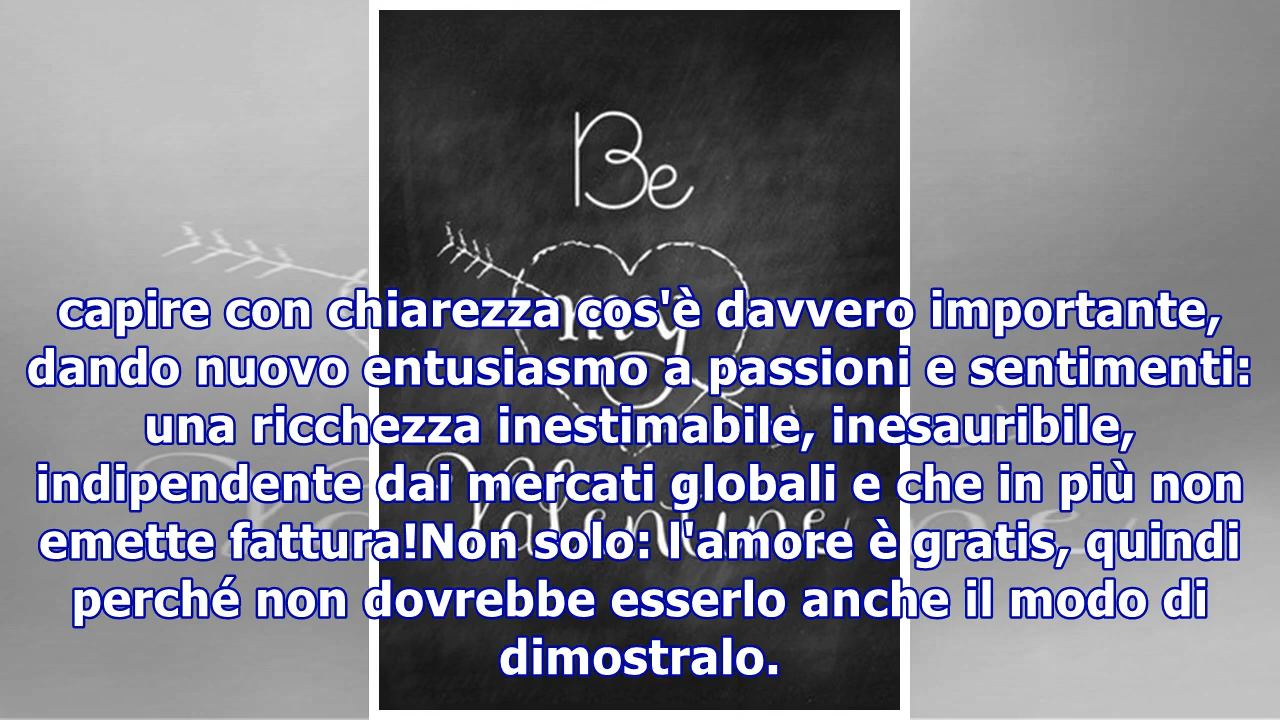 Be
my
Valentine
capire con chiarezza cos'è davvero importante,
dando nuovo entusiasmo a passioni e sentimenti:
una ricchezza inestimabile, inesauribile,
indipendente dai mercati globali e che in più non
emette fattura!Non solo: l'amore è gratis, quindi
perché non dovrebbe esserlo anche il modo di
dimostralo.